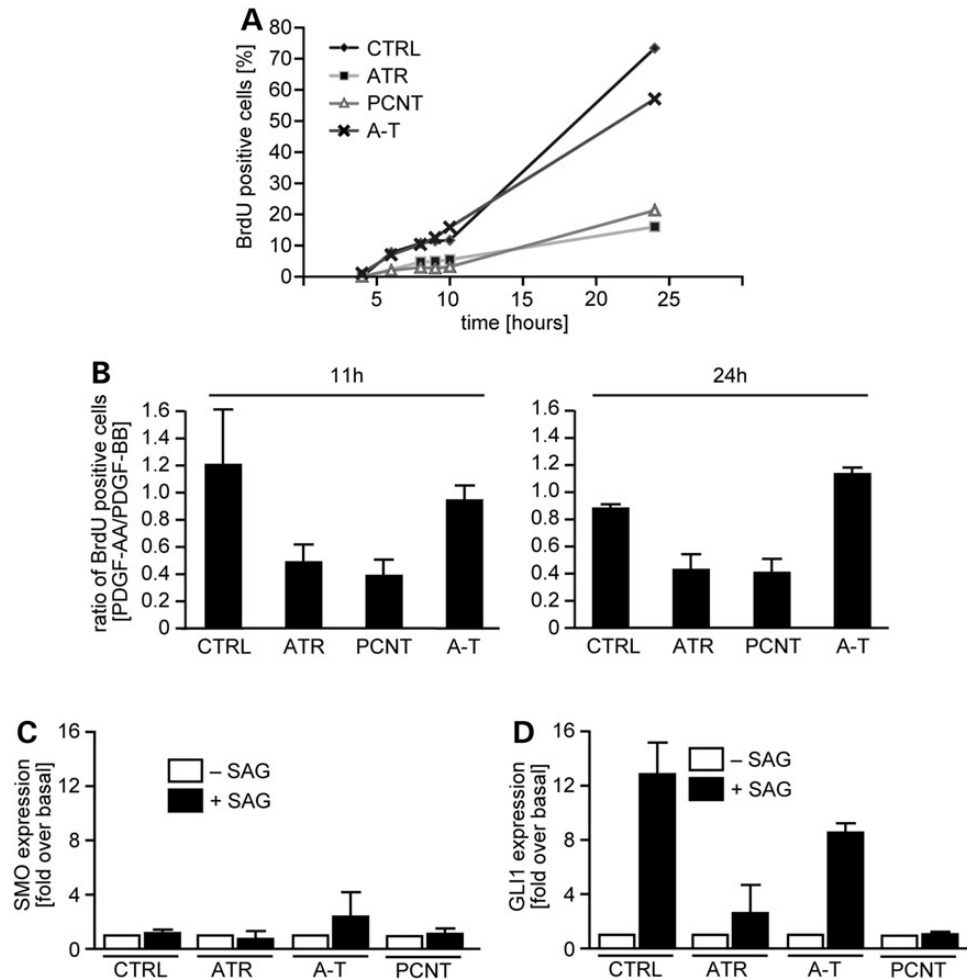 A
BrdU positive cells [%]
80
70
60
50
40
30
20
10
0
CTRL
ATR
PCNT
A-T
5 10 15 20 25
time [hours]
B
11h
24h
ratio of BrdU positive cells
[PDGF-AA/PDGF-BB]
1.6
1.4
1.2
1.0
0.8
0.6
0.4
0.2
0
CTRL ATR PCNT A-T
1.6
1.4
1.2
1.0
0.8
0.6
0.4
0.2
0
CTRL ATR PCNT A-T
C
SMO expression
[fold over basal]
16
12
8
4
0
– SAG
+ SAG
CTRL ATR A-T PCNT
D
GLI1 expression
[fold over basal]
16
12
8
4
0
– SAG
+ SAG
CTRL ATR A-T PCNT